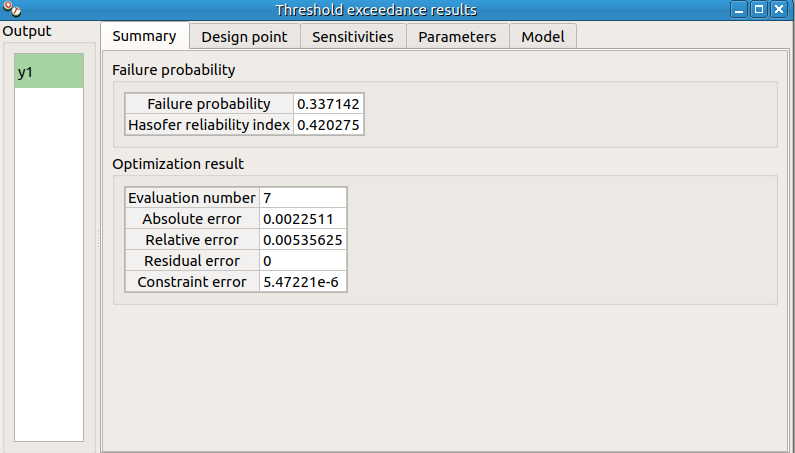 Threshold exceedance results
Output
Summary Design point Sensitivities Parameters Model
y1
Failure probability
Failure probability 0.337142
Hasofer reliability index 0.420275
Optimization result
Evaluation number 7
Absolute error 0.0022511
Relative error 0.00535625
Residual error 0
Constraint error 5.47221e-6